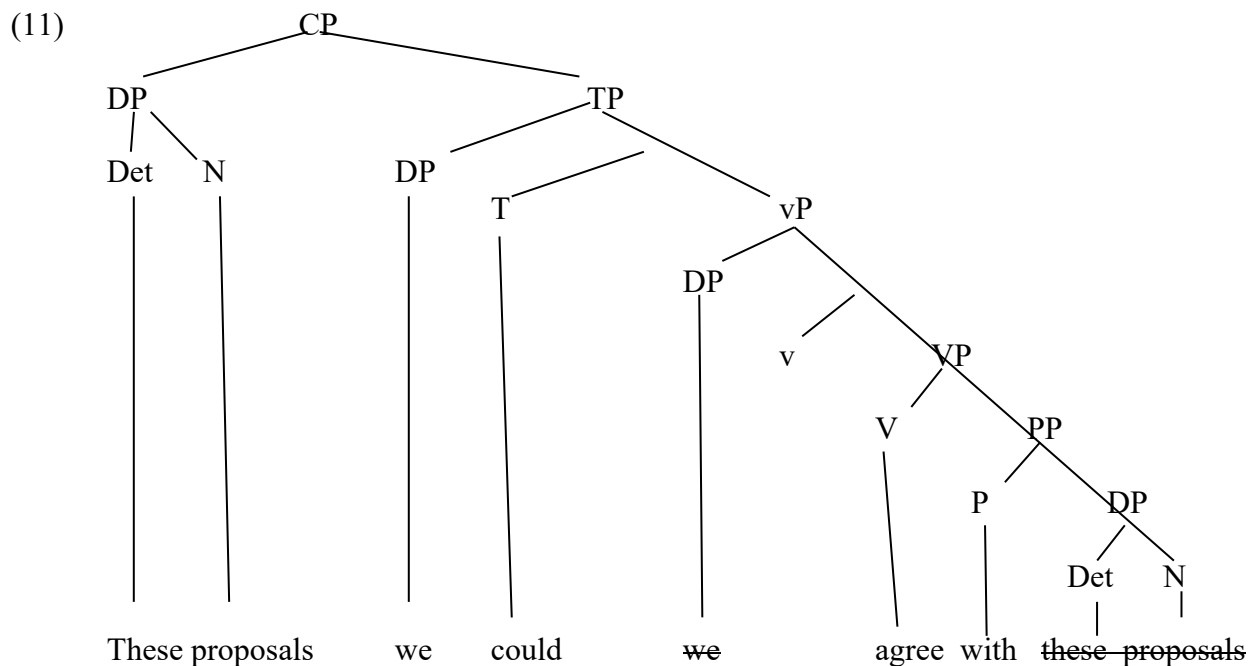 (11) CP
DP TP
Det N DP
T vP
DP
v VP
V PP
P DP
Det N
These proposals we could we agree with these proposals